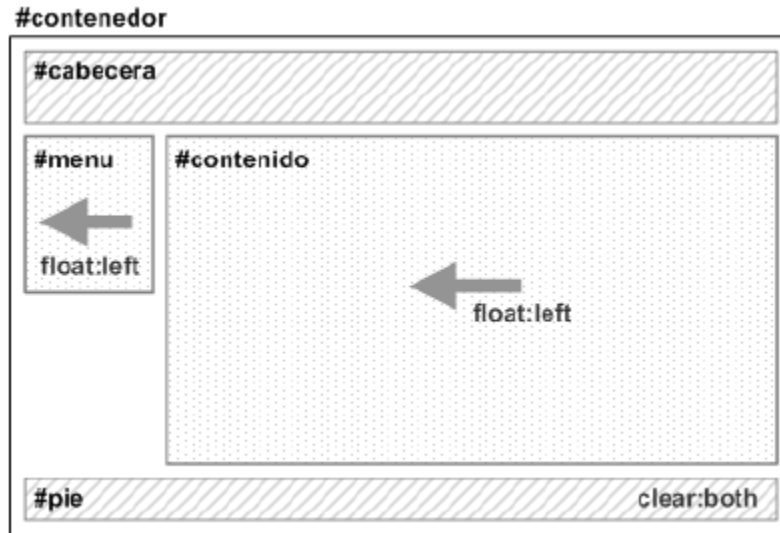 #contenedor
#cabecera
#menu
float:left
#contenido
float:left
#pie
clear:both